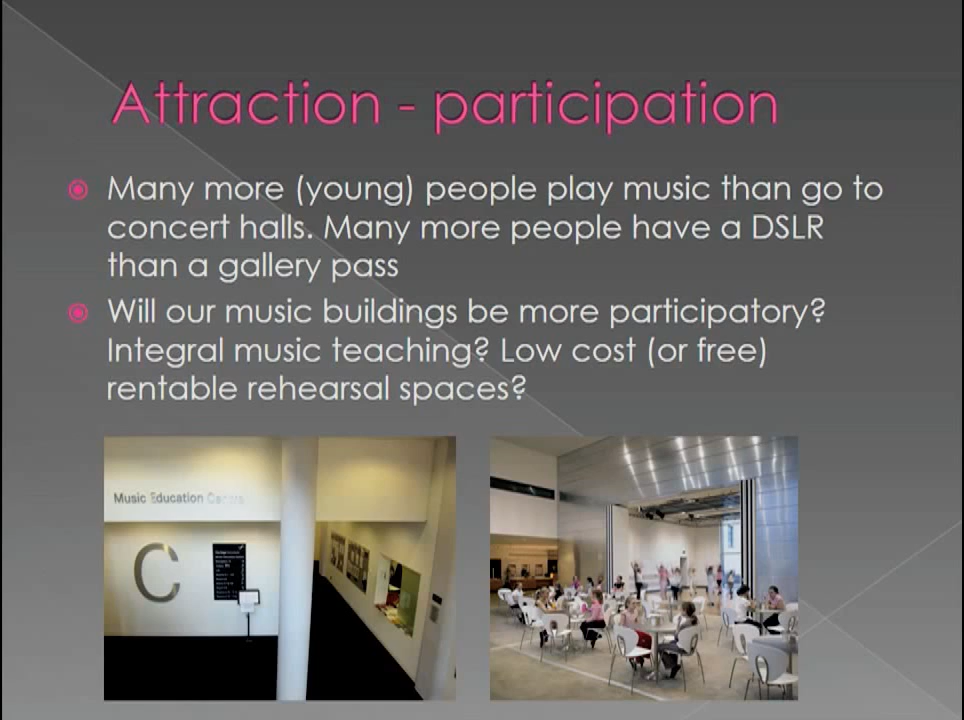 Attraction - participation
Many more (young) people play music than go to
concert halls. Many more people have a DSLR
than a gallery pass
Will our music buildings be more participatory?
Integral music teaching? Low cost (or free)
rentable rehearsal spaces?
Music Education Centre
C